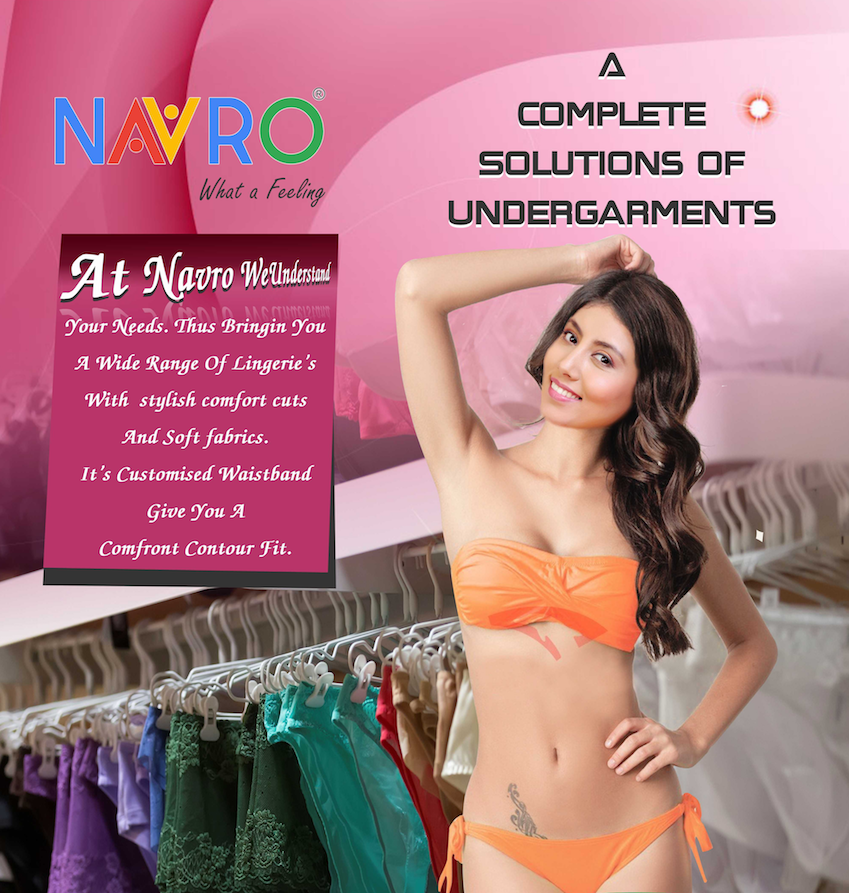 NAVRO®
What a Feeling
A
COMPLETE
SOLUTIONS OF
UNDERGARMENTS
At Navro WeUnderstand
Your Needs. Thus Bringin You
A Wide Range Of Lingerie's
With stylish comfort cuts
And Soft fabrics.
It's Customised Waistband
Give You A
Comfront Contour Fit.